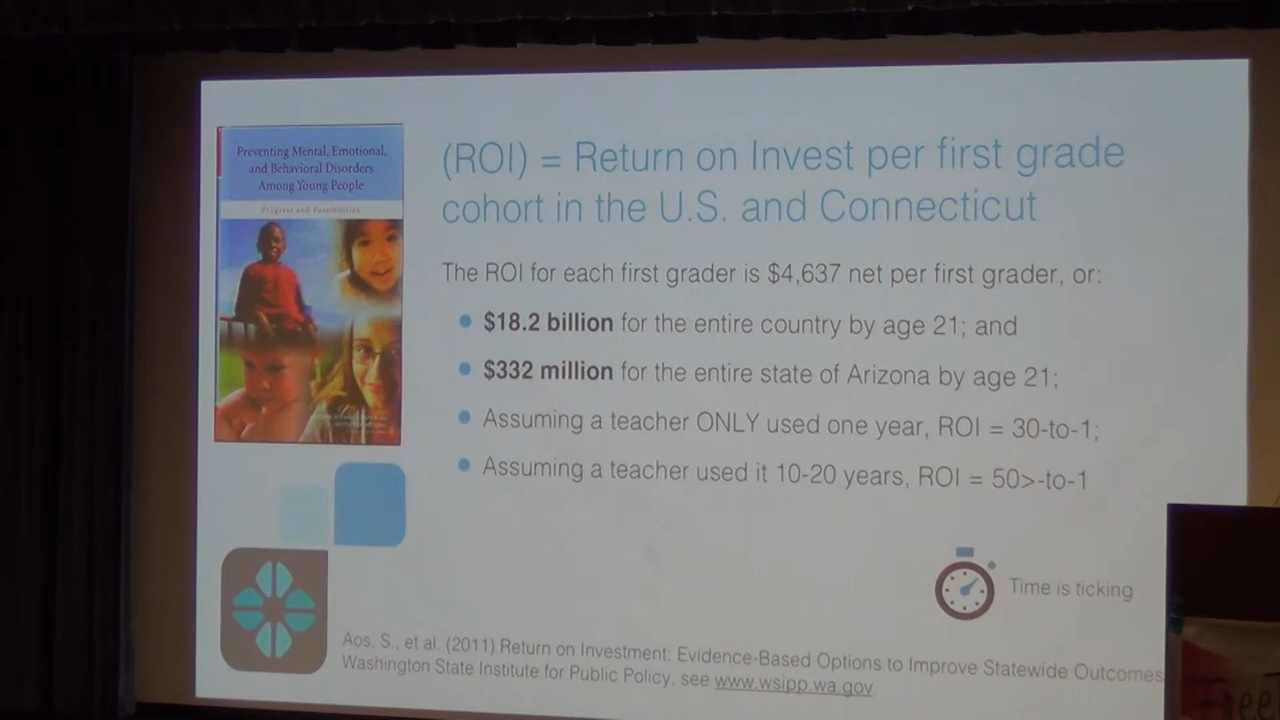 Preventing Mental, Emotional,
and Behavioral Disorders
Among Young People
Progress and Possibilities
(ROI) = Return on Invest per first grade
cohort in the U.S. and Connecticut
The ROI for each first grader is $4,637 net per first grader, or:
$18.2 billion for the entire country by age 21; and
$332 million for the entire state of Arizona by age 21;
Assuming a teacher ONLY used one year, ROI = 30-to-1;
Assuming a teacher used it 10-20 years, ROI = 50>-to-1
Time is ticking
Aos, S., et al. (2011) Return on Investment: Evidence-Based Options to Improve Statewide Outcomes
Washington State Institute for Public Policy, see www.wsipp.wa.gov